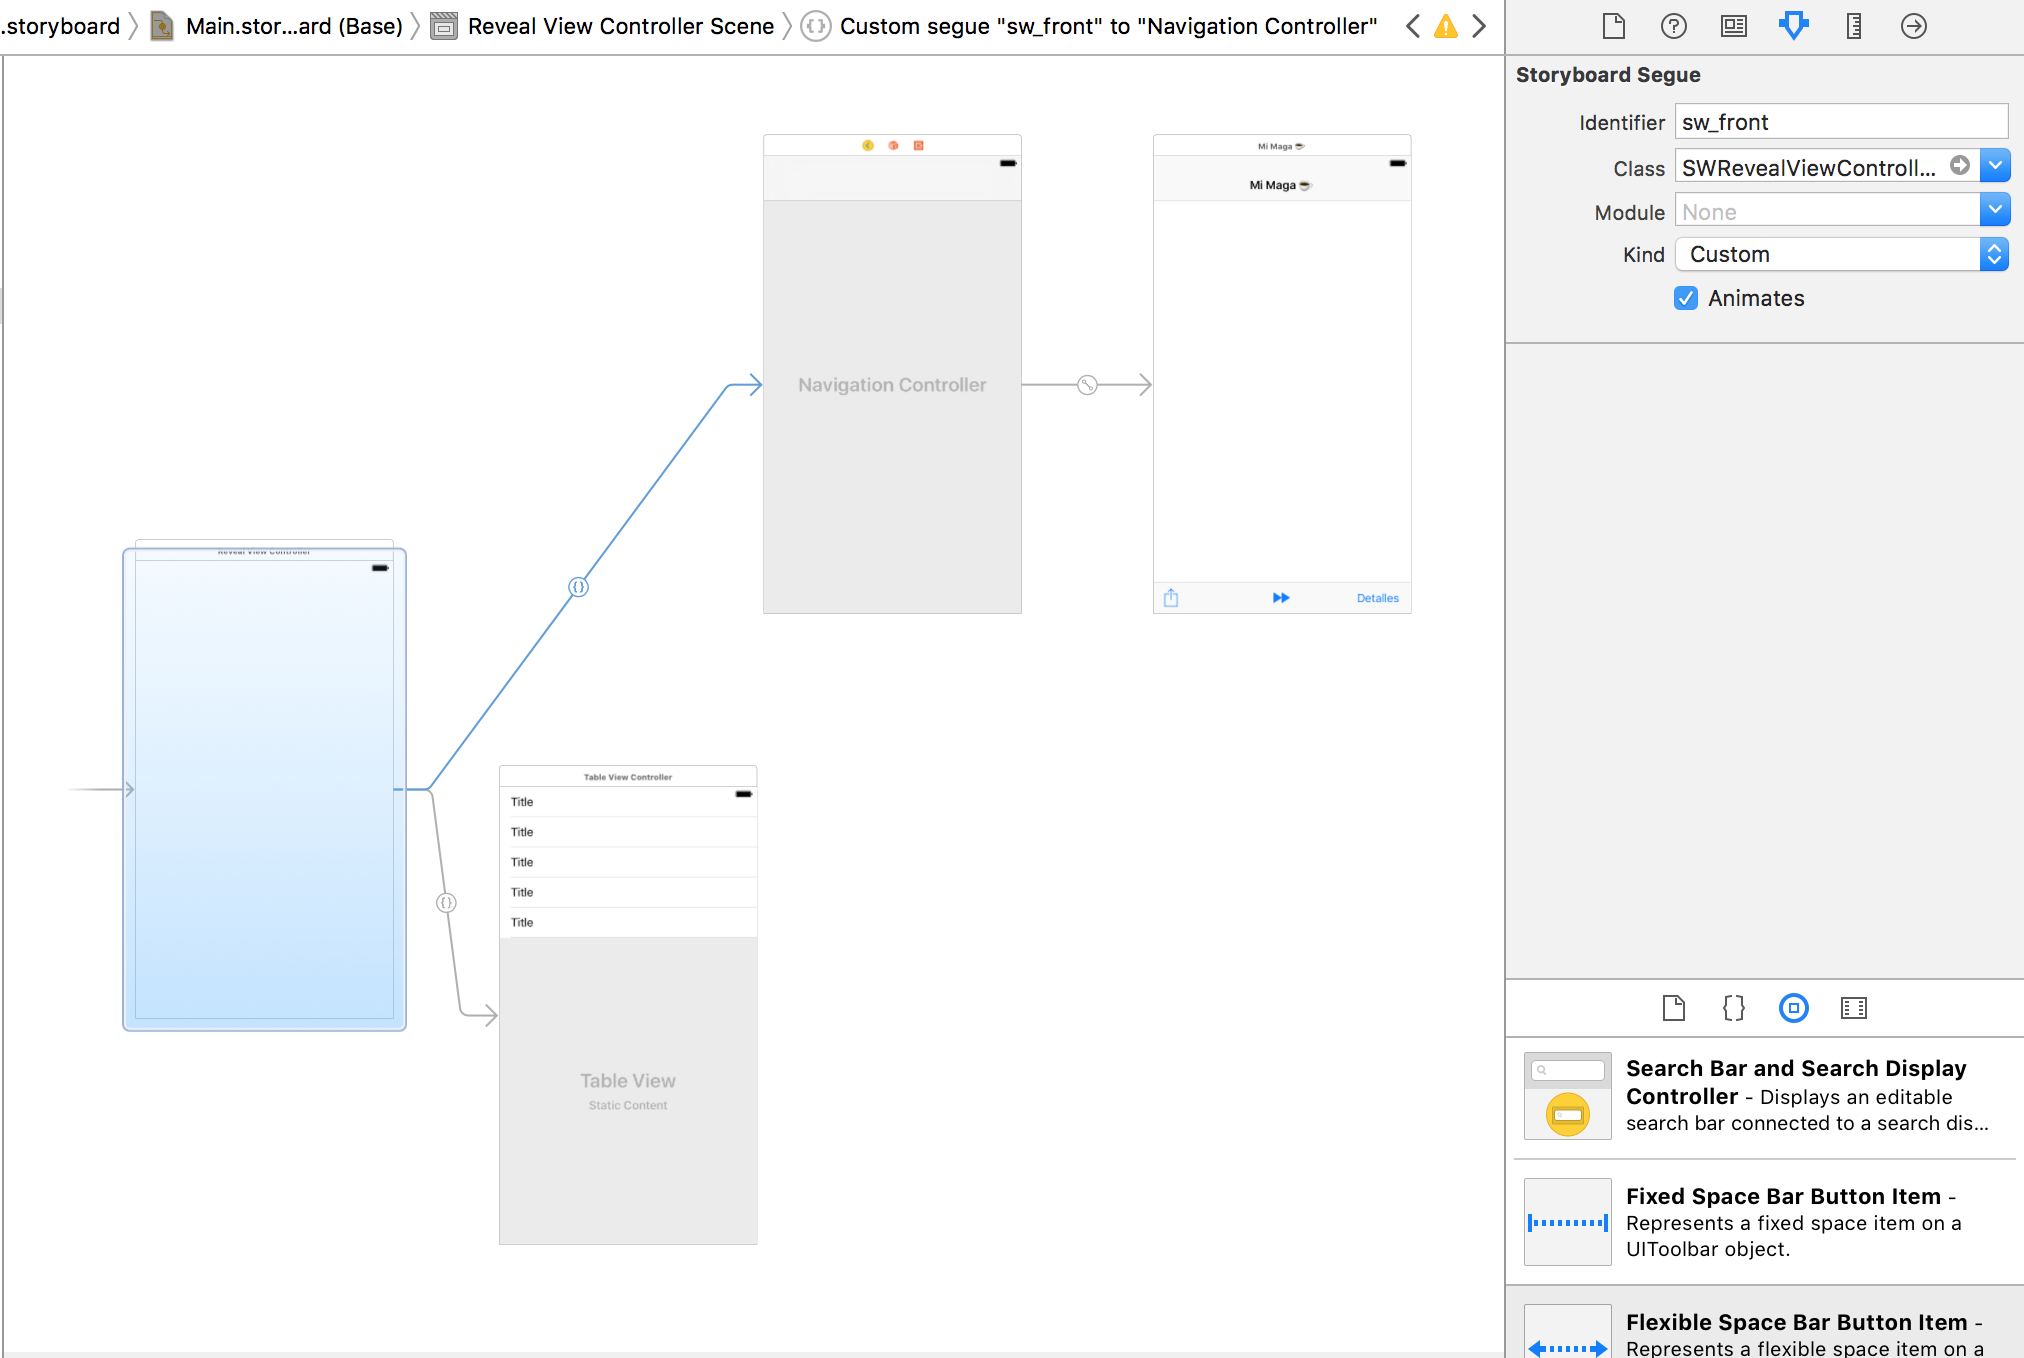 .storyboard
Main.stor...ard (Base)
Reveal View Controller Scene
Custom segue "sw_front" to "Navigation Controller"
Storyboard Segue
Identifier sw_front
Class SWRevealViewControll...
Module None
Kind Custom
Animates
Mi Maga ☕
Mi Maga ☕
Navigation Controller
Detalles
Reveal View Controller
Table View Controller
Title
Title
Title
Title
Title
Table View
Static Content
Search Bar and Search Display
Controller - Displays an editable
search bar connected to a search dis...
Fixed Space Bar Button Item -
Represents a fixed space item on a
UIToolbar object.
Flexible Space Bar Button Item -
Represents a flexible space item on a